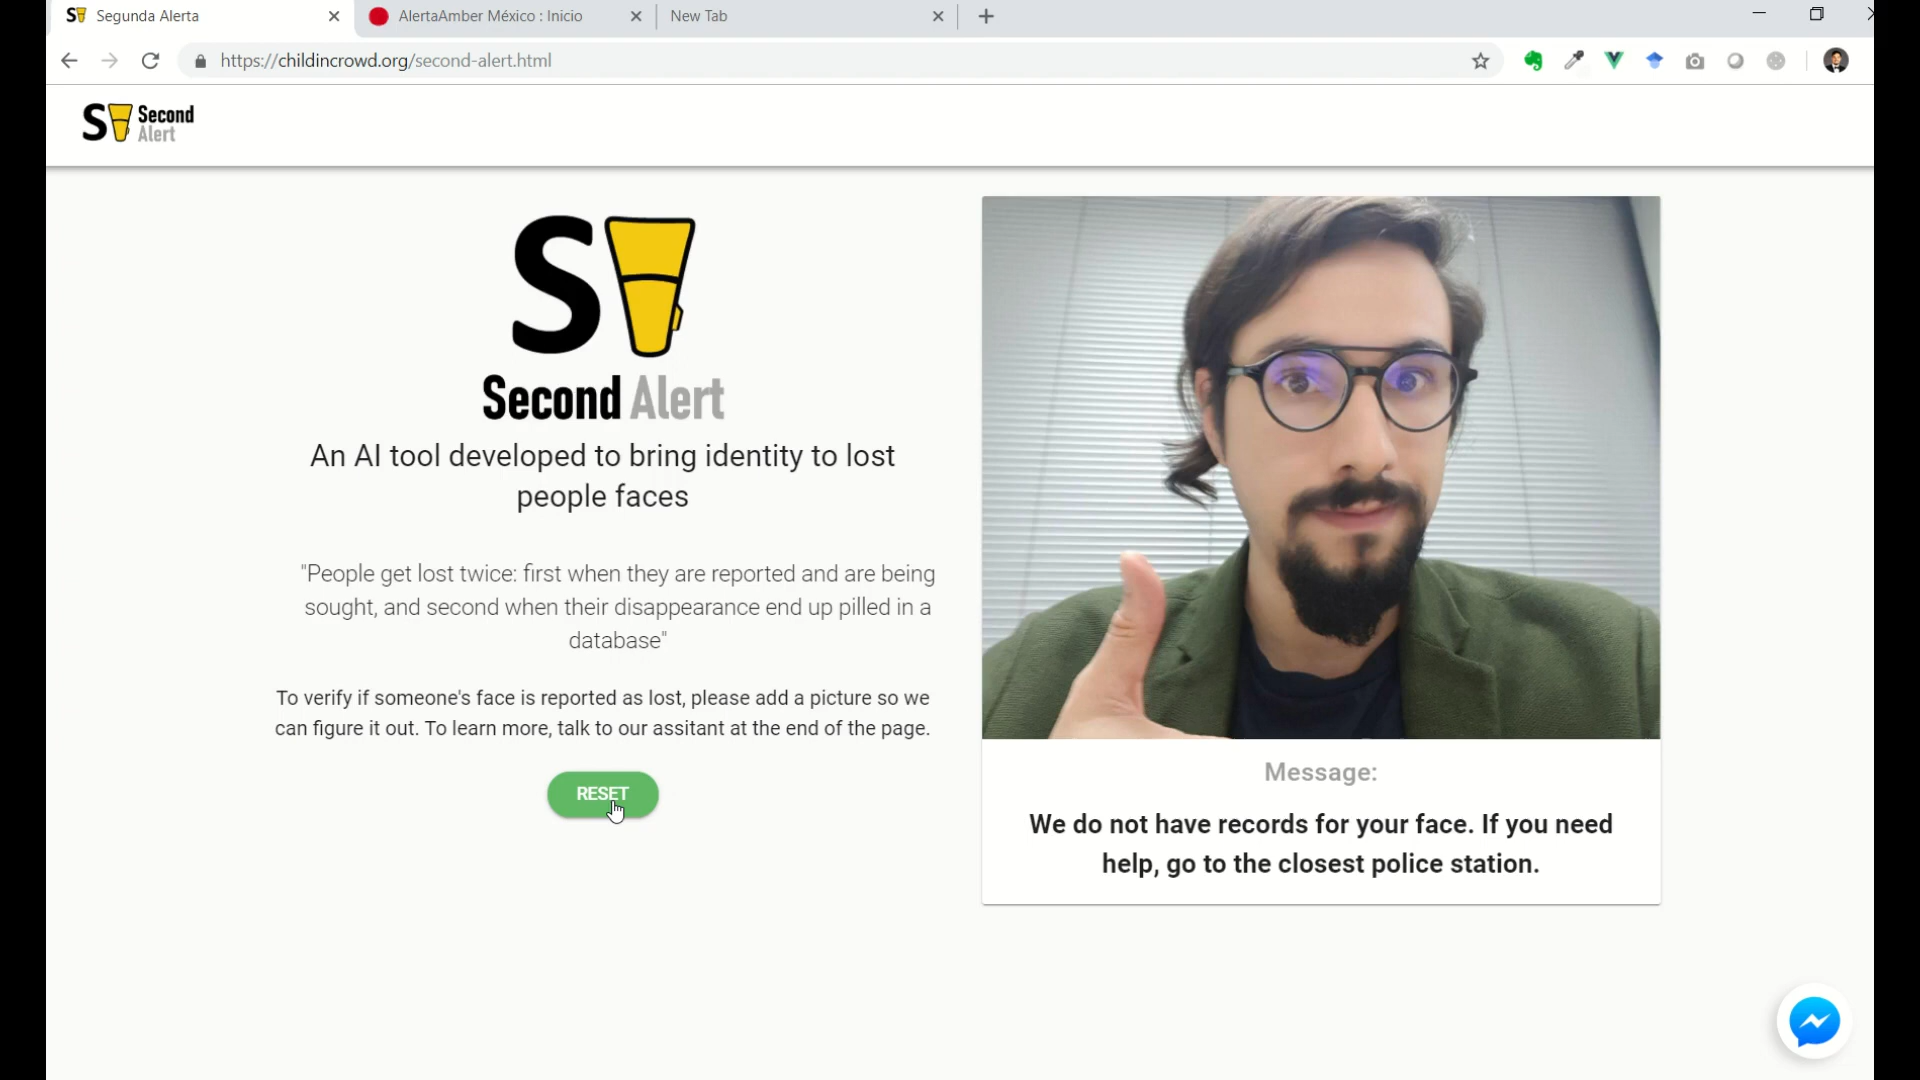 Segunda Alerta
AlertaAmber México : Inicio
New Tab
https://childincrowd.org/second-alert.html
S
Second
Alert
S
Second Alert
An AI tool developed to bring identity to lost
people faces
"People get lost twice: first when they are reported and are being
sought, and second when their disappearance end up pilled in a
database"
To verify if someone's face is reported as lost, please add a picture so we
can figure it out. To learn more, talk to our assitant at the end of the page.
RESET
Message:
We do not have records for your face. If you need
help, go to the closest police station.